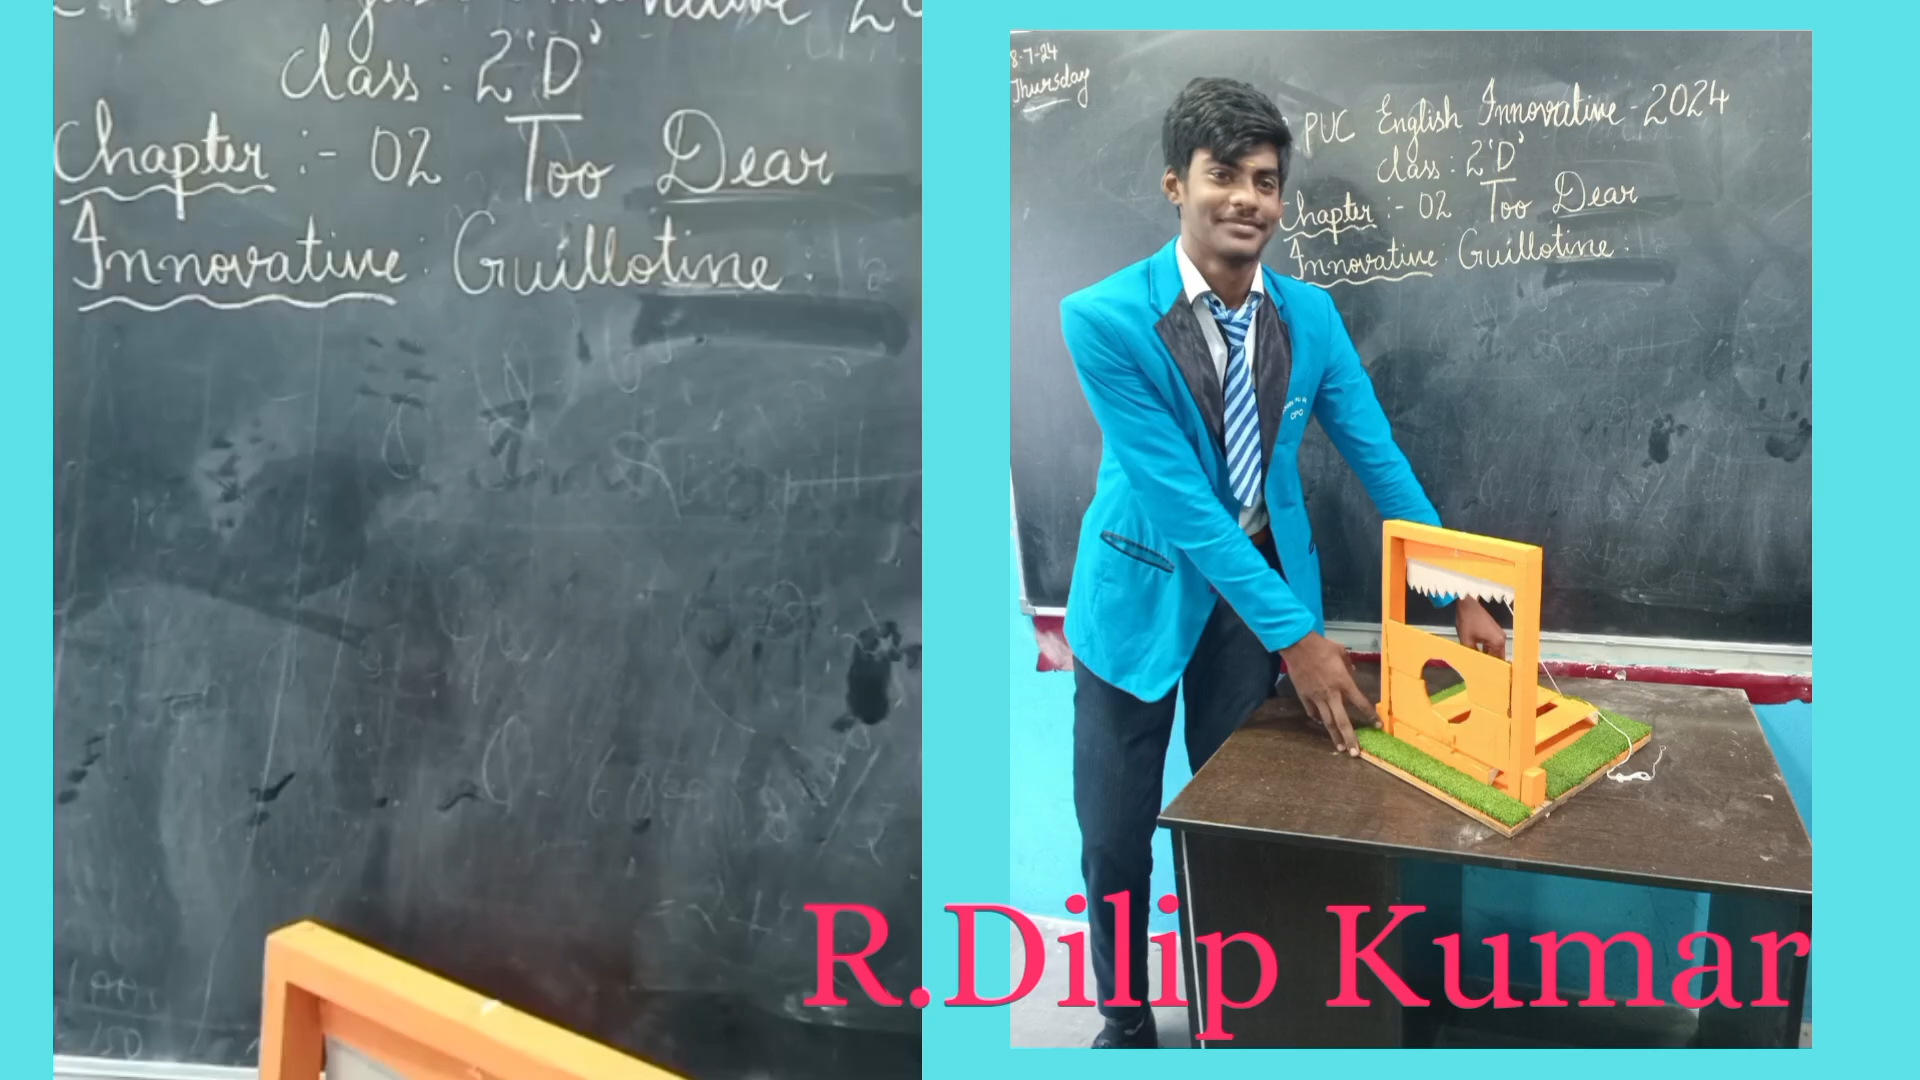 class : 2 'D'
Chapter :- 02 Too Dear
Innovative : Guillotine :
8-7-24
Thursday
PUC English Innovative - 2024
class : 2 'D'
Chapter :- 02 Too Dear
Innovative : Guillotine :
R.Dilip Kumar